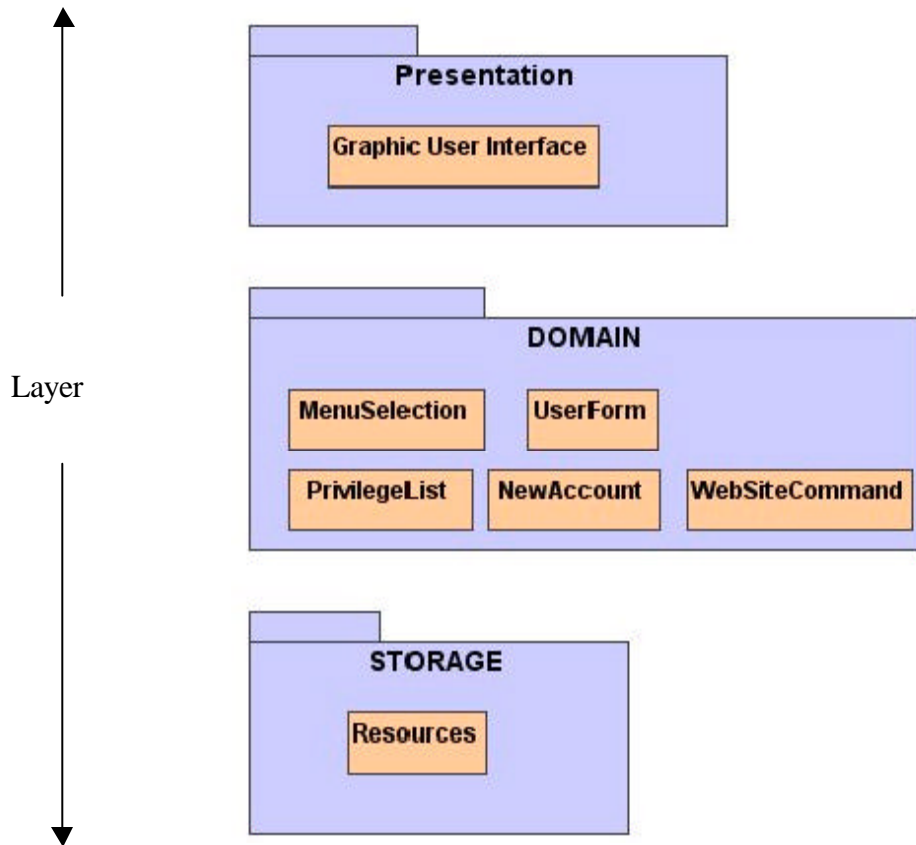 Presentation
Graphic User Interface
DOMAIN
Layer
MenuSelection
UserForm
PrivilegeList
NewAccount
WebSiteCommand
STORAGE
Resources